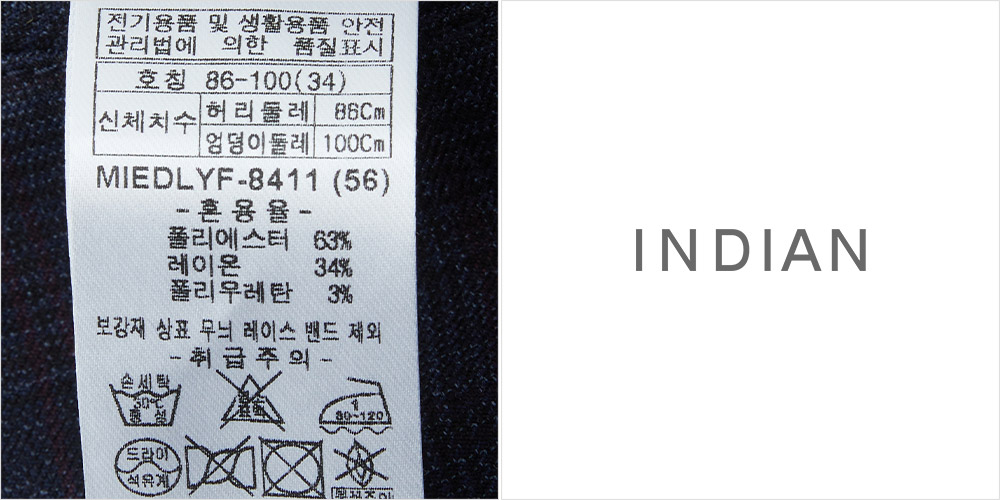 전기용품 및 생활용품 안전
관리법에 의한 품질표시
호칭 86-100(34)
신체치수 허리둘레 86Cm
엉덩이둘레 100Cm
MIEDLYF-8411 (56)
-혼용율-
폴리에스터 63%
레이온 34%
폴리우레탄 3%
보강재 상표 무늬 레이스 밴드 제외
-취급주의-
손세탁
30℃
중성
1
80~120
드라이
석유계
INDIAN